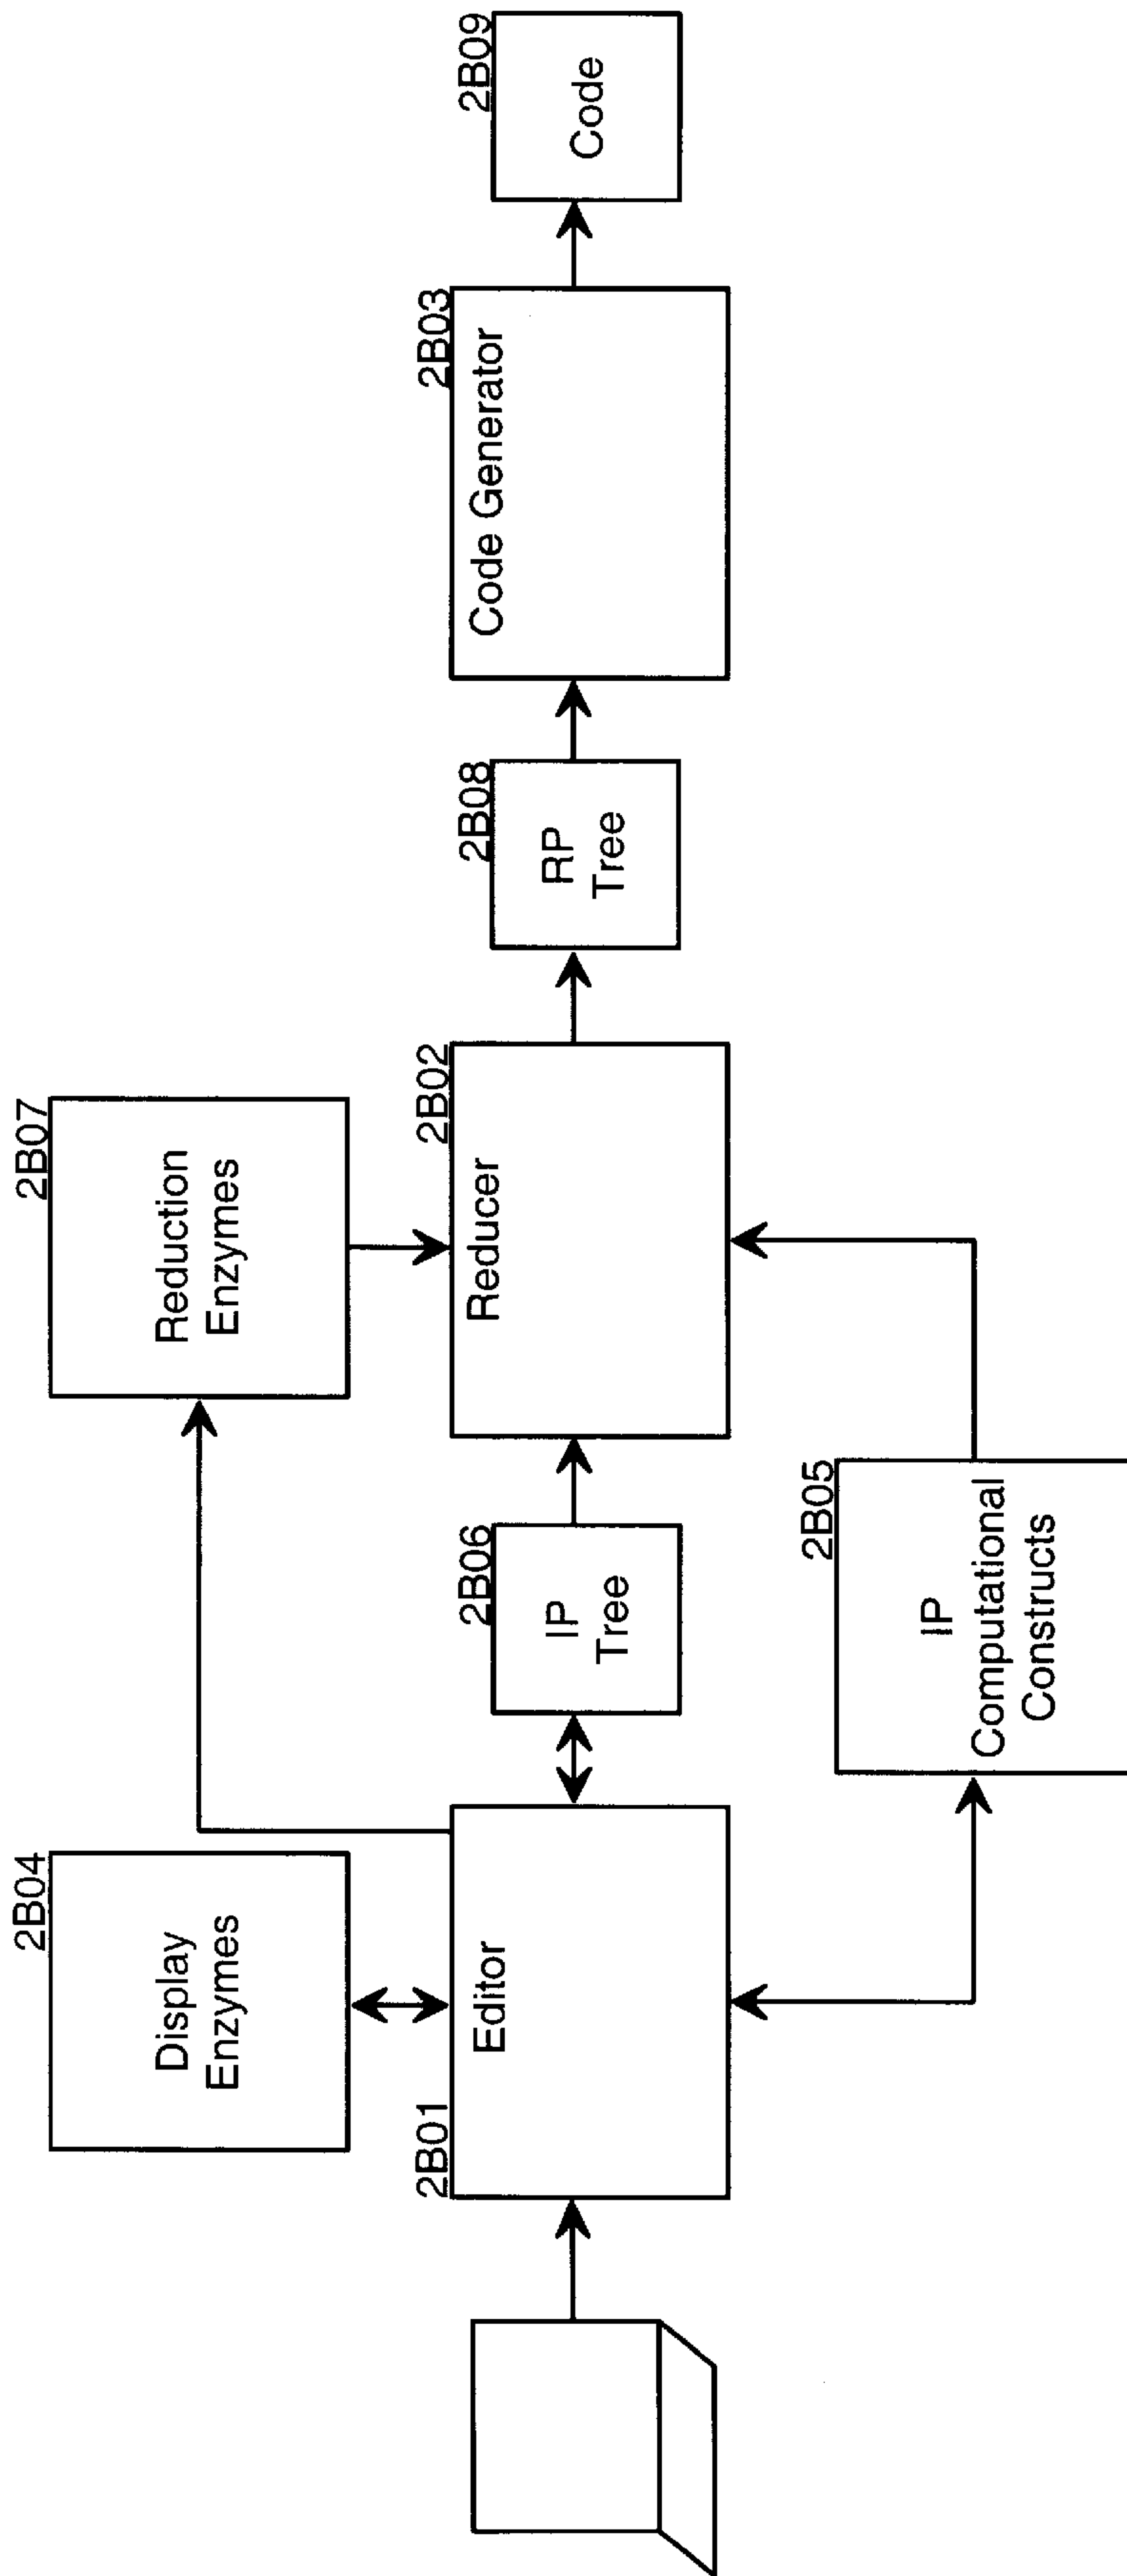 2B04
Display
Enzymes
2B07
Reduction
Enzymes
2B01
Editor
2B06
IP
Tree
2B02
Reducer
2B08
RP
Tree
2B03
Code Generator
2B09
Code
2B05
IP
Computational
Constructs